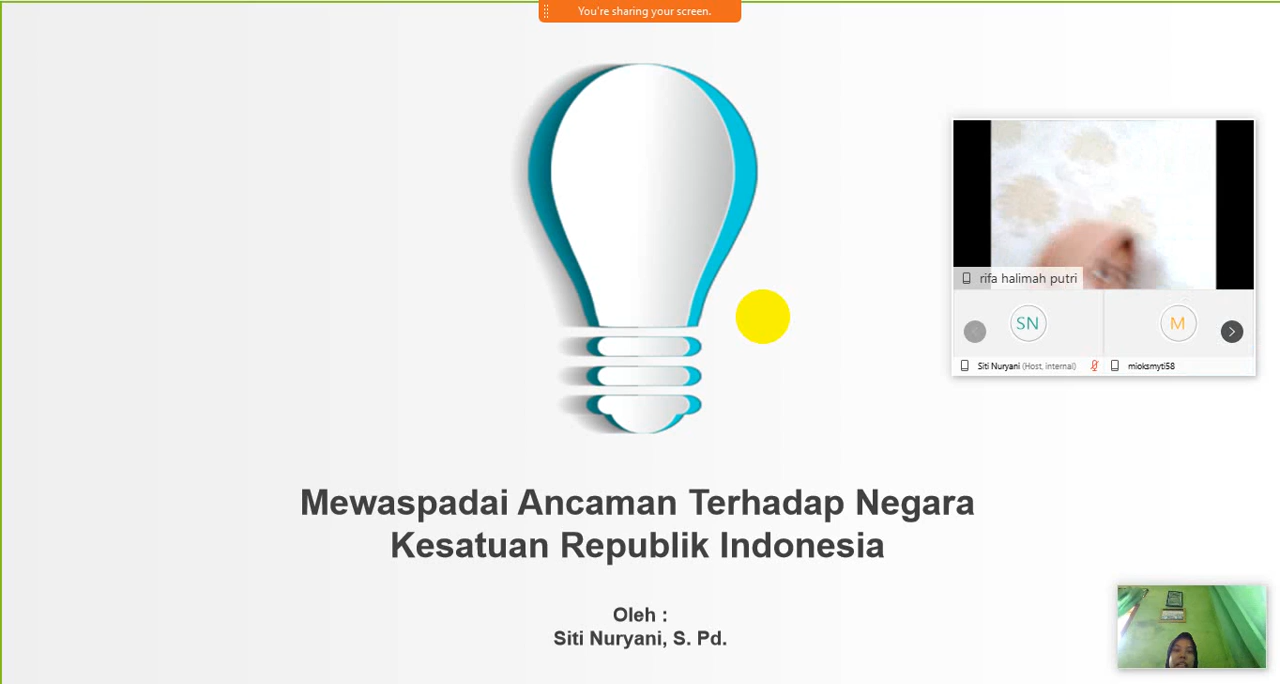 You're sharing your screen.
rifa halimah putri
SN
M
Siti Nuryani (Host, internal)
mioksmyti58
Mewaspadai Ancaman Terhadap Negara
Kesatuan Republik Indonesia
Oleh :
Siti Nuryani, S. Pd.